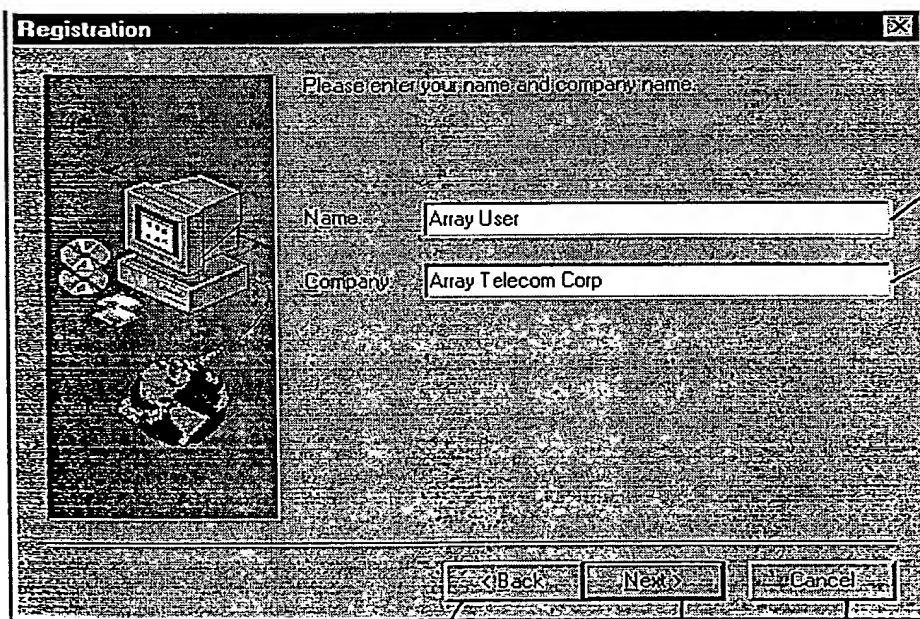 Registration
Please enter your name and company name.
Name: Array User
Company: Array Telecom Corp
< Back Next > Cancel